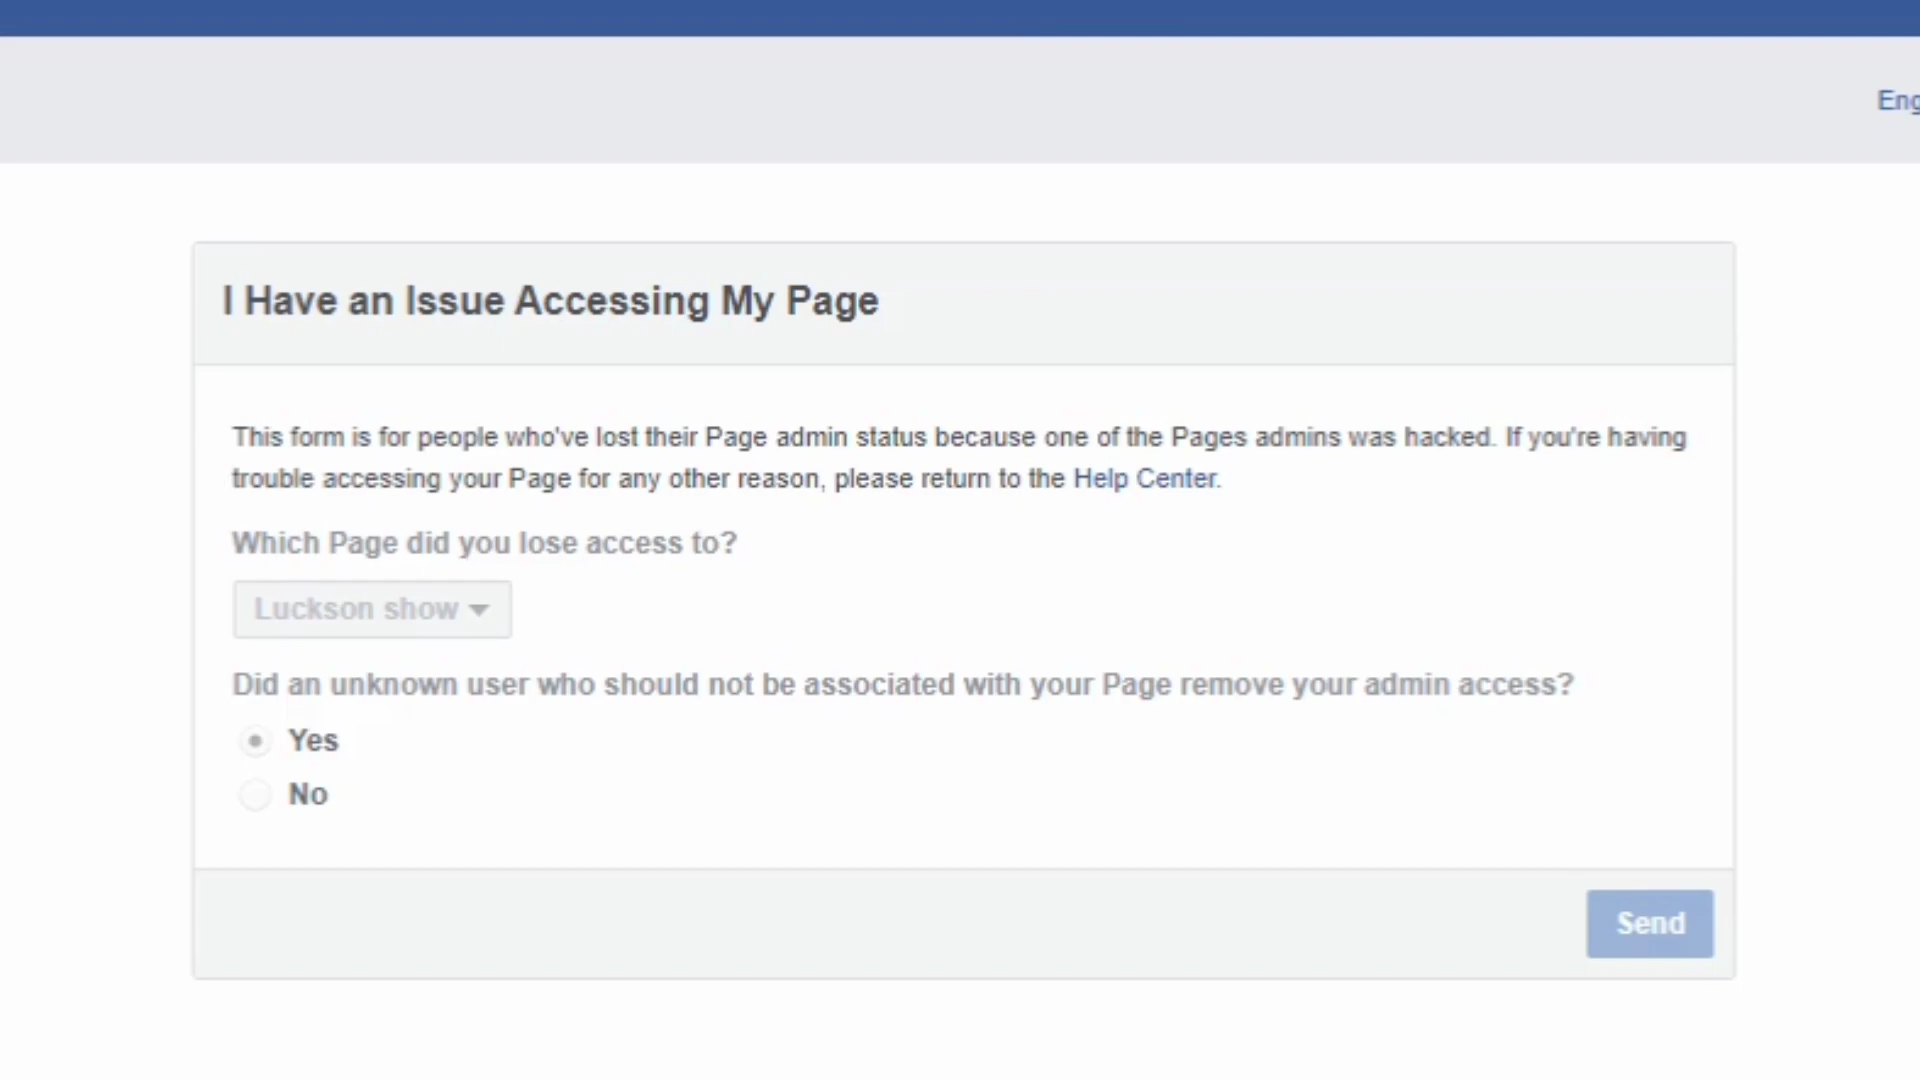 Eng
I Have an Issue Accessing My Page
This form is for people who've lost their Page admin status because one of the Pages admins was hacked. If you're having
trouble accessing your Page for any other reason, please return to the Help Center.
Which Page did you lose access to?
Luckson show
Did an unknown user who should not be associated with your Page remove your admin access?
Yes
No
Send